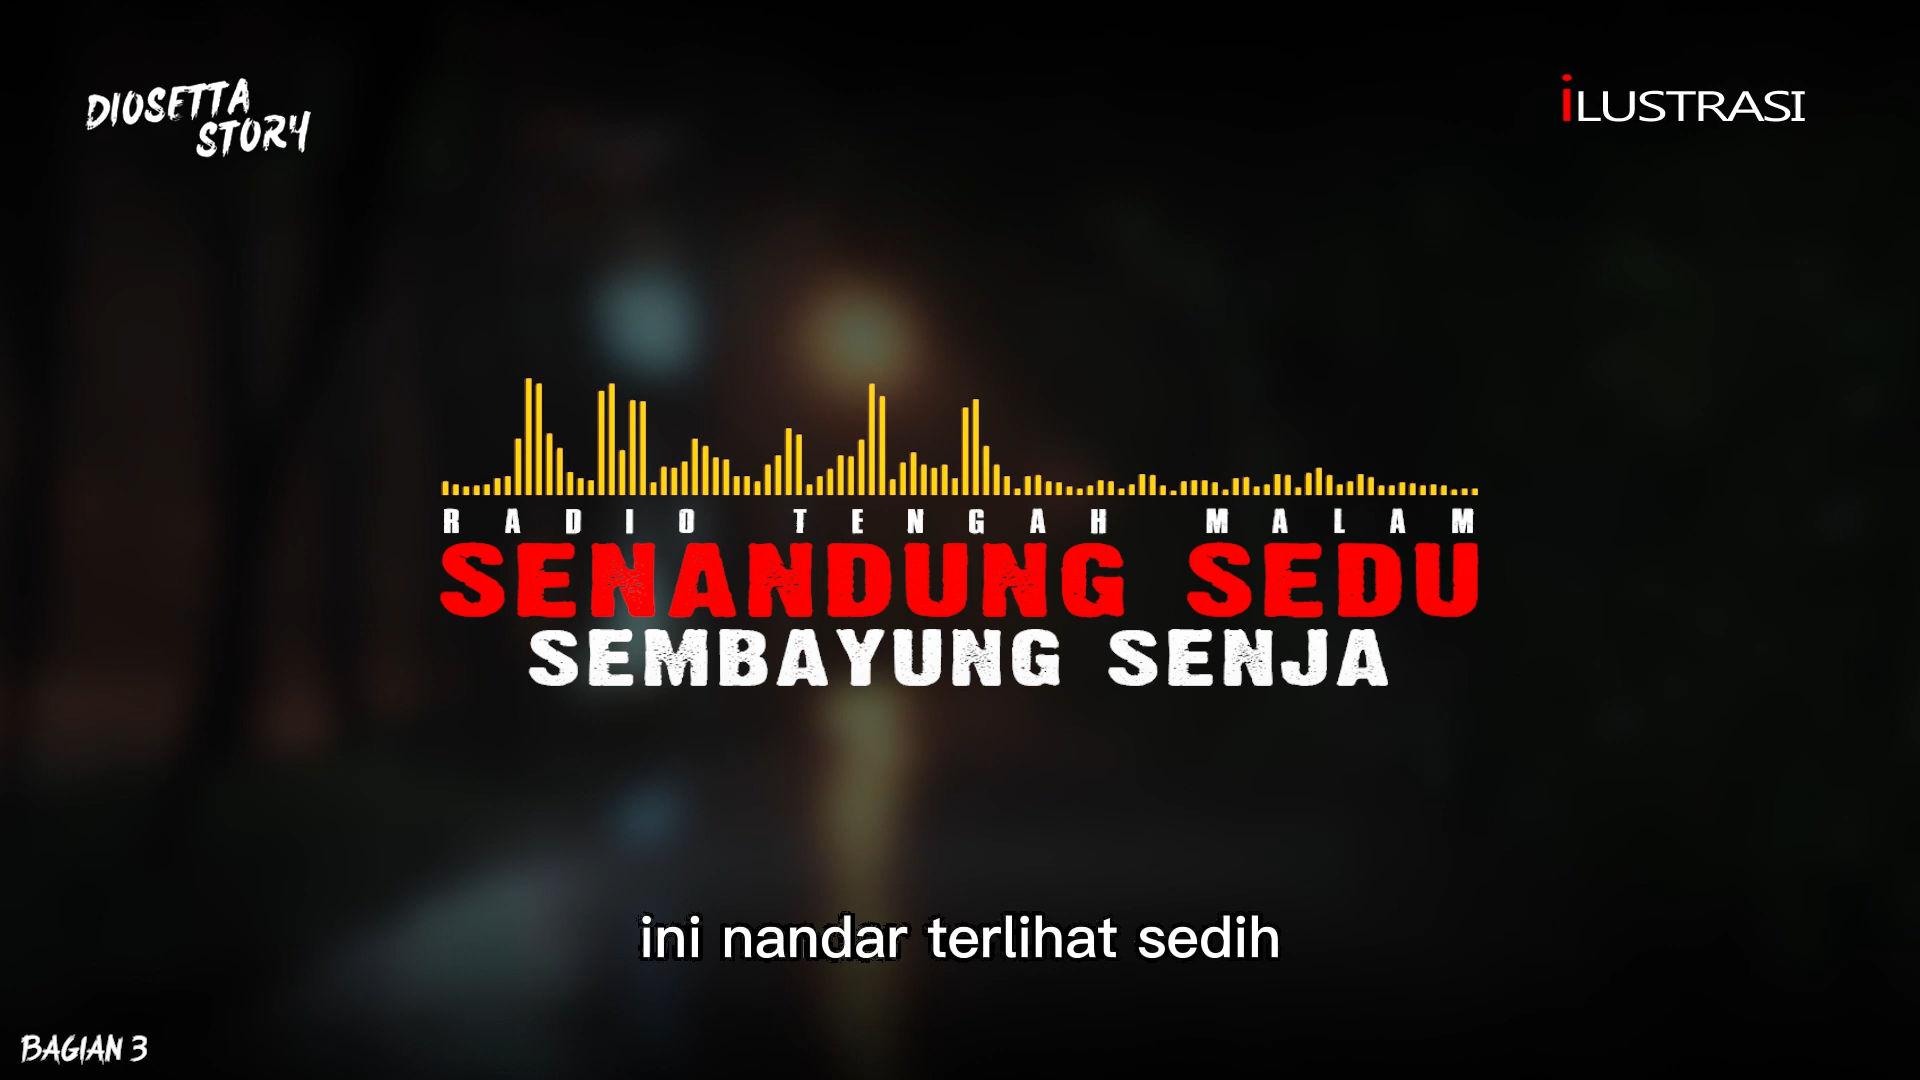 DIOSETTA
STORY
iLUSTRASI
RADIO TENGAH MALAM
SENANDUNG SEDU
SEMBAYUNG SENJA
ini nandar terlihat sedih
BAGIAN 3